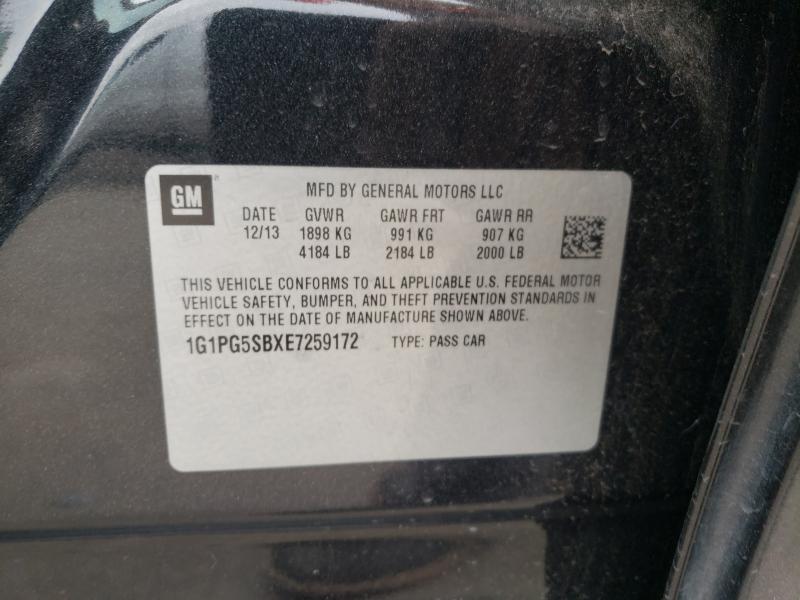 GM
MFD BY GENERAL MOTORS LLC
DATE GVWR GAWR FRT GAWR RR
12/13 1898 KG 991 KG 907 KG
4184 LB 2184 LB 2000 LB
THIS VEHICLE CONFORMS TO ALL APPLICABLE U.S. FEDERAL MOTOR
VEHICLE SAFETY, BUMPER, AND THEFT PREVENTION STANDARDS IN
EFFECT ON THE DATE OF MANUFACTURE SHOWN ABOVE.
1G1PG5SBXE7259172 TYPE: PASS CAR